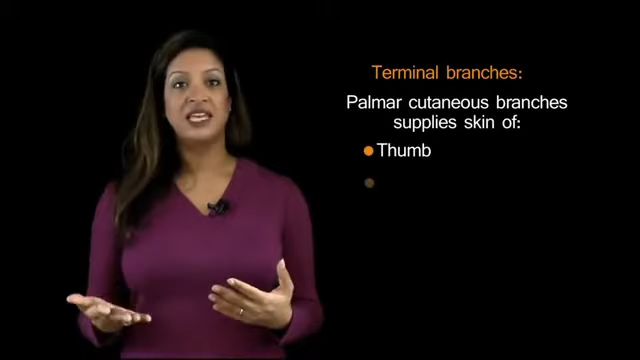 Terminal branches:
Palmar cutaneous branches
supplies skin of:
Thumb